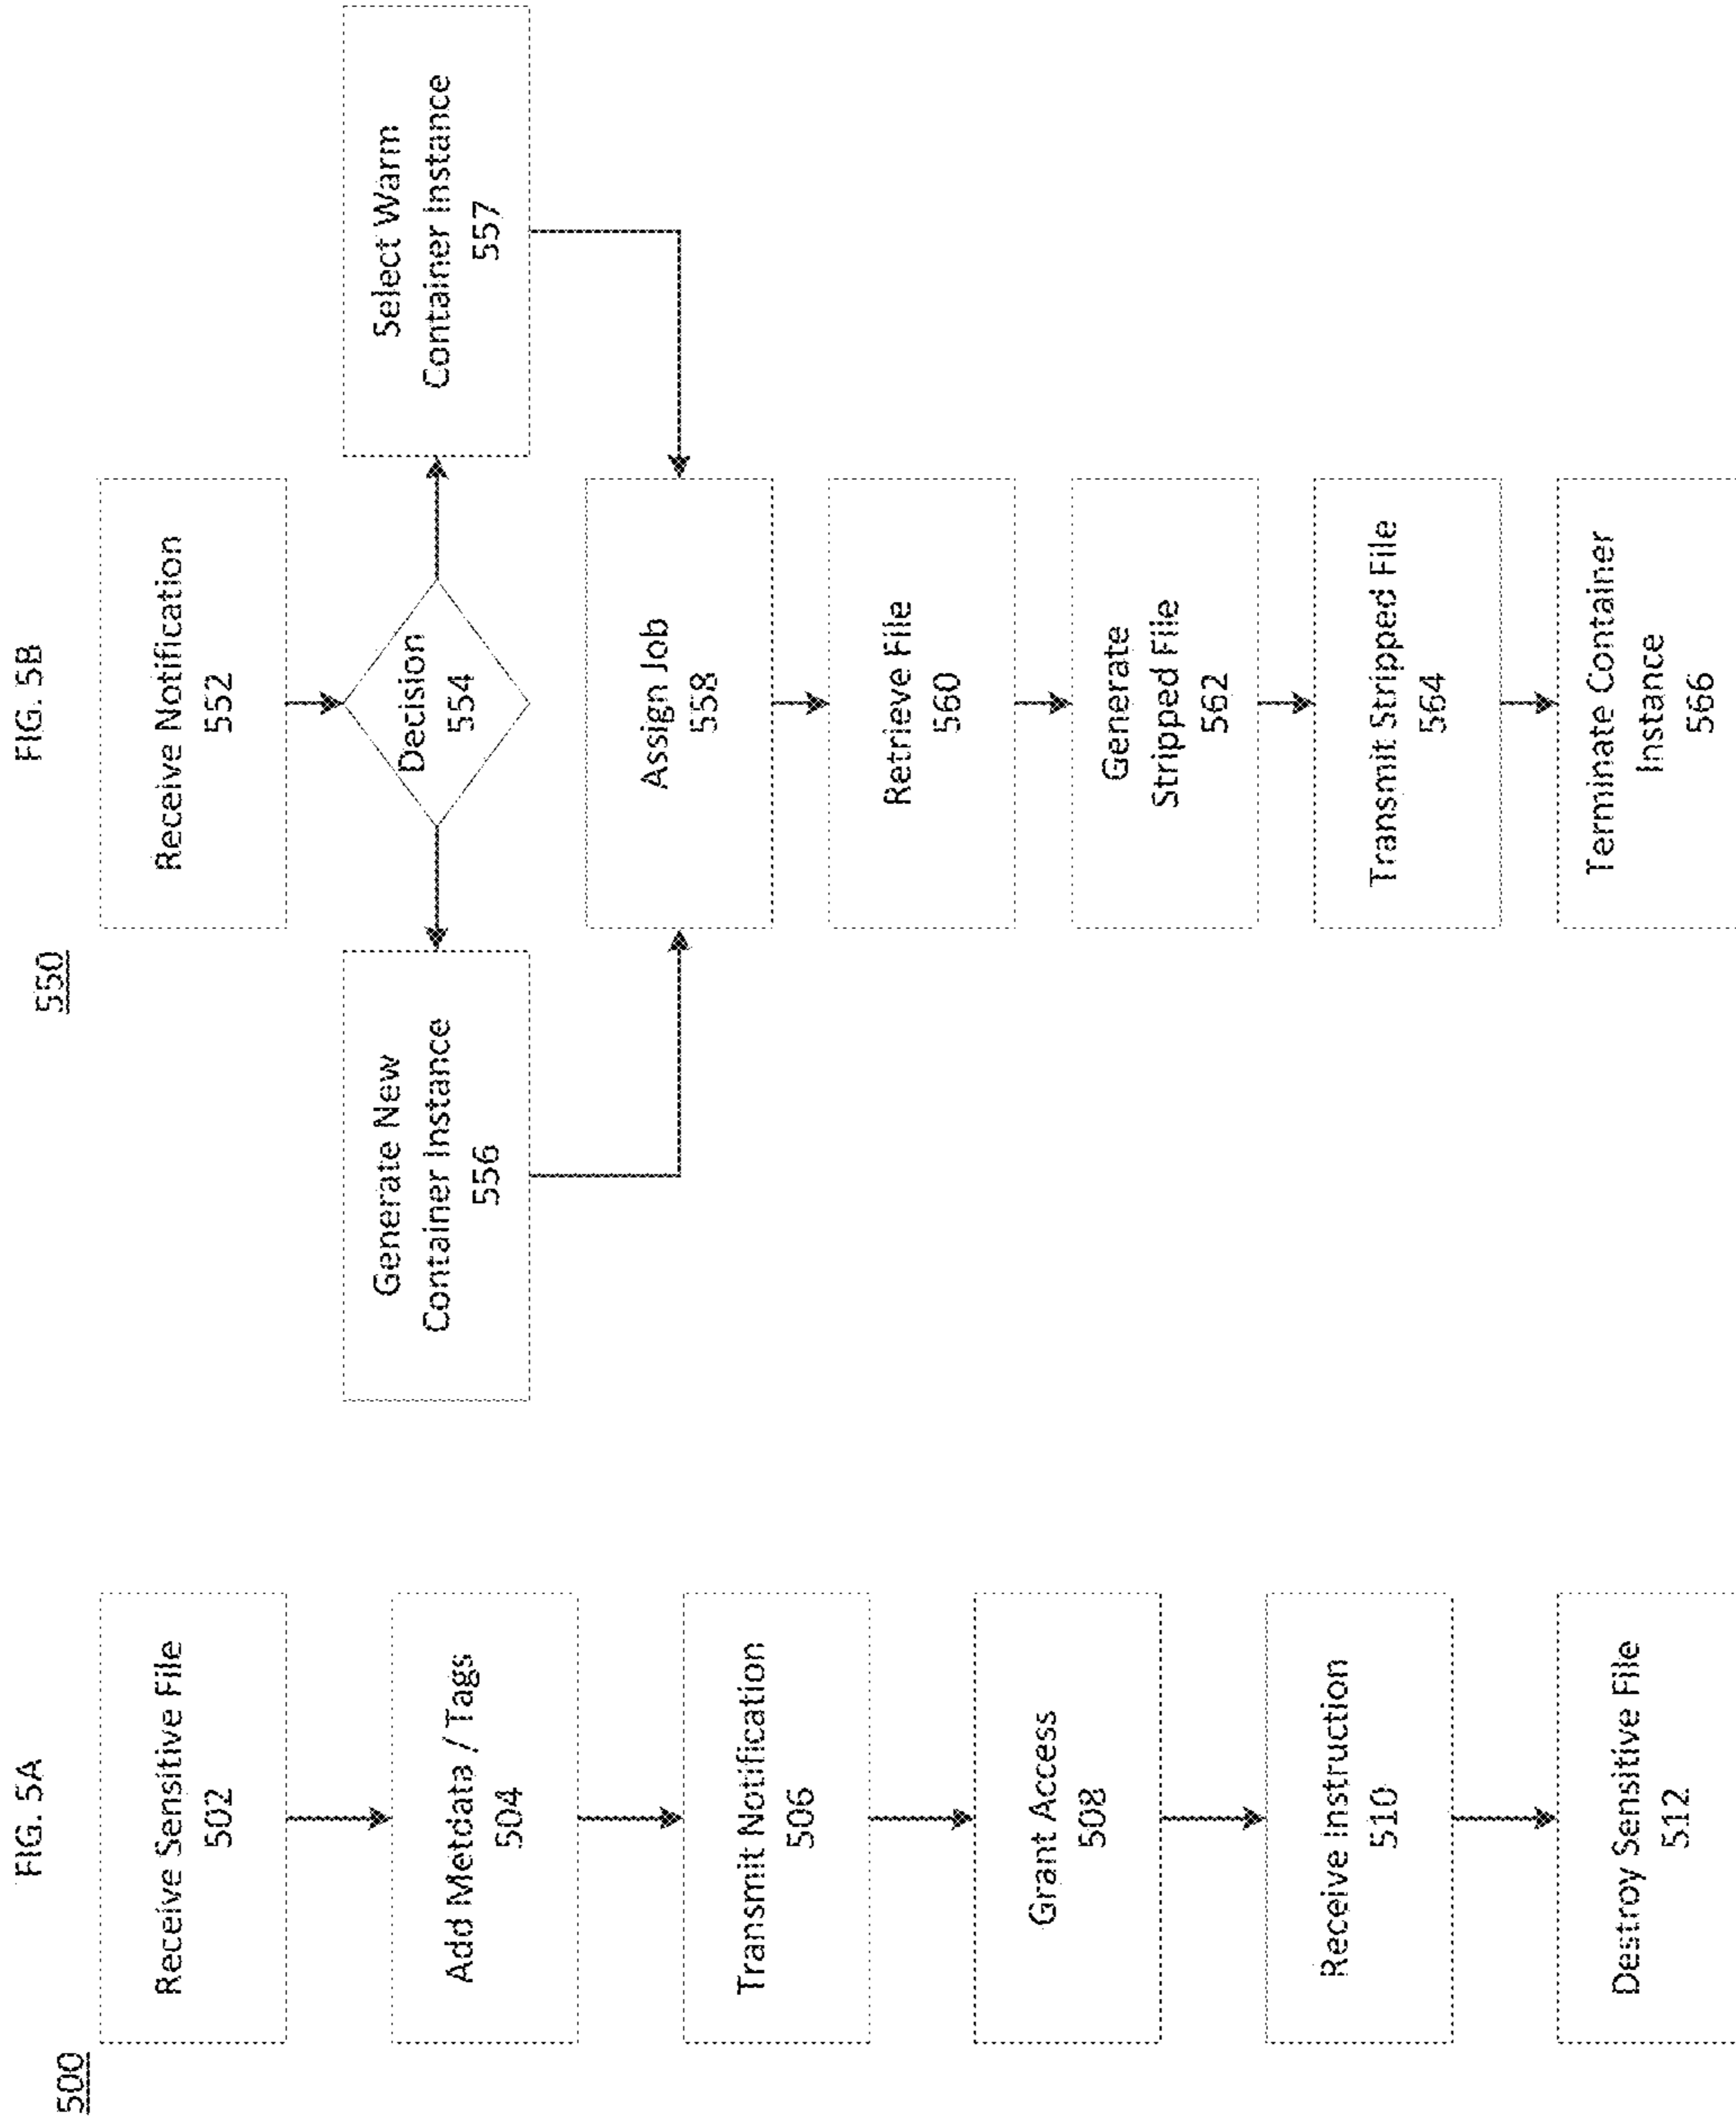 FIG. 5A
500
Receive Sensitive File
502
Add Metdata / Tags
504
Transmit Notification
506
Grant Access
508
Receive Instruction
510
Destroy Sensitive File
512
FIG. 5B
550
Receive Notification
552
Decision
554
Generate New
Container Instance
556
Select Warm
Container Instance
557
Assign Job
558
Retrieve File
560
Generate
Stripped File
562
Transmit Stripped File
564
Terminate Container
Instance
566